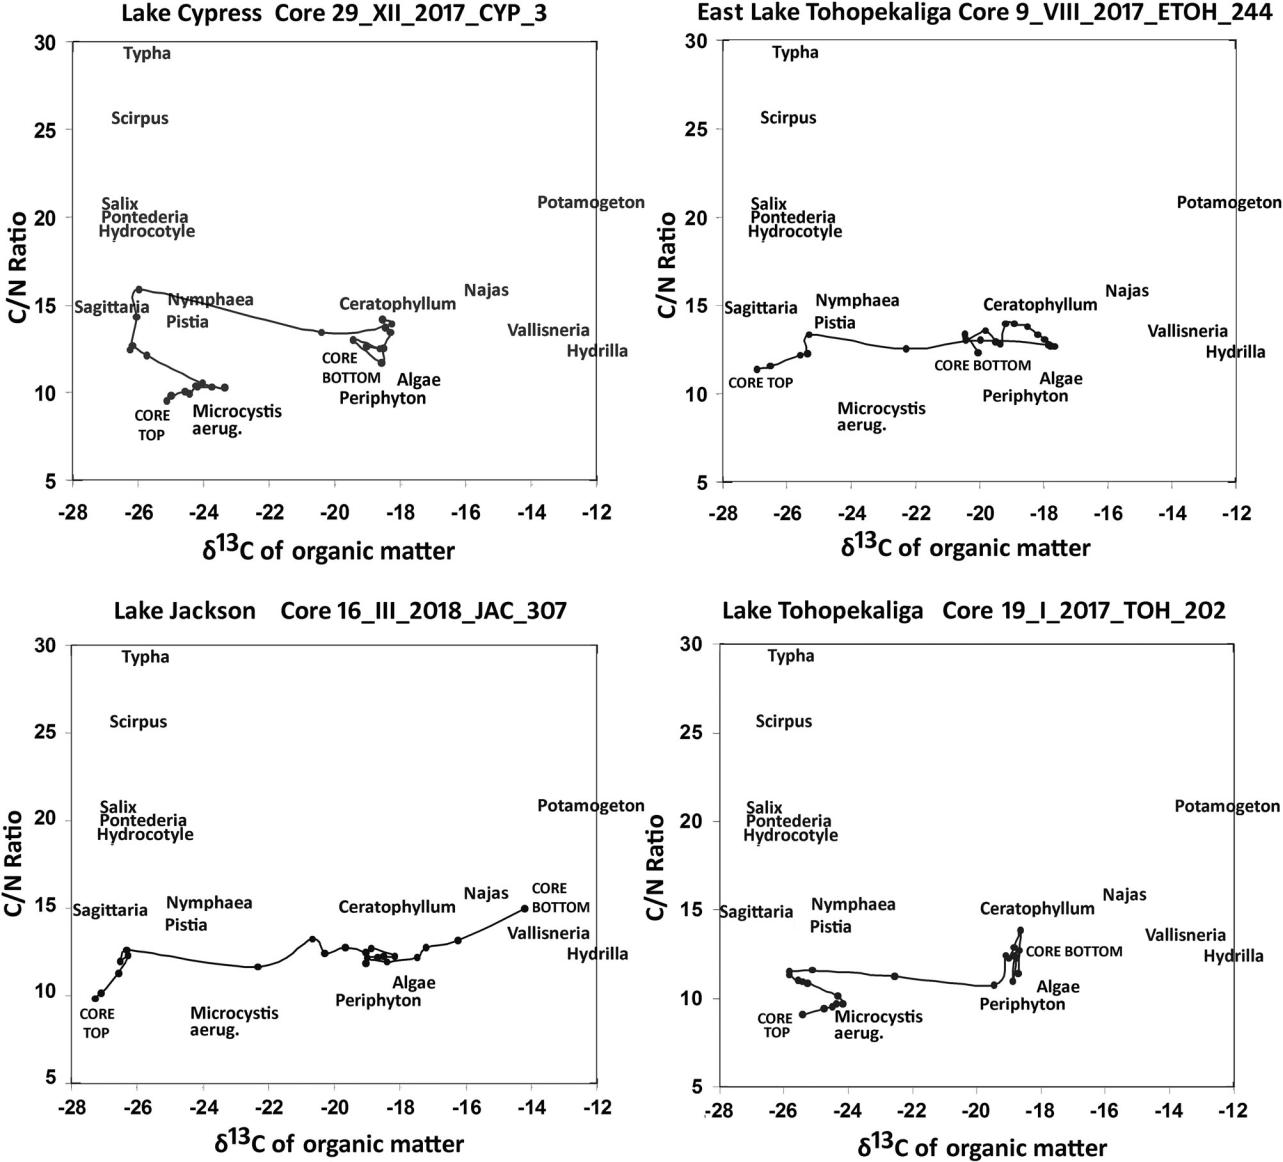 Lake Cypress Core 29_XII_2017_CYP_3
30
25
20
15
10
5
C/N Ratio
Typha
Scirpus
Salix
Pontederia
Hydrocotyle
Potamogeton
Sagittaria
Nymphaea
Pistia
Ceratophyllum
Najas
Vallisneria
Hydrilla
CORE
BOTTOM
Algae
Periphyton
CORE
TOP
Microcystis
aerug.
-28 -26 -24 -22 -20 -18 -16 -14 -12
δ13C of organic matter
East Lake Tohopekaliga Core 9_VIII_2017_ETOH_244
30
25
20
15
10
5
C/N Ratio
Typha
Scirpus
Salix
Pontederia
Hydrocotyle
Potamogeton
Sagittaria
Nymphaea
Pistia
Ceratophyllum
Najas
Vallisneria
Hydrilla
CORE BOTTOM
CORE TOP
Algae
Periphyton
Microcystis
aerug.
-28 -26 -24 -22 -20 -18 -16 -14 -12
δ13C of organic matter
Lake Jackson Core 16_III_2018_JAC_307
30
25
20
15
10
5
C/N Ratio
Typha
Scirpus
Salix
Pontederia
Hydrocotyle
Potamogeton
Sagittaria
Nymphaea
Pistia
Ceratophyllum
Najas
CORE
BOTTOM
Vallisneria
Hydrilla
Algae
Periphyton
CORE
TOP
Microcystis
aerug.
-28 -26 -24 -22 -20 -18 -16 -14 -12
δ13C of organic matter
Lake Tohopekaliga Core 19_I_2017_TOH_202
30
25
20
15
10
5
C/N Ratio
Typha
Scirpus
Salix
Pontederia
Hydrocotyle
Potamogeton
Sagittaria
Nymphaea
Pistia
Ceratophyllum
Najas
Vallisneria
Hydrilla
CORE BOTTOM
Algae
Periphyton
CORE
TOP
Microcystis
aerug.
-28 -26 -24 -22 -20 -18 -16 -14 -12
δ13C of organic matter